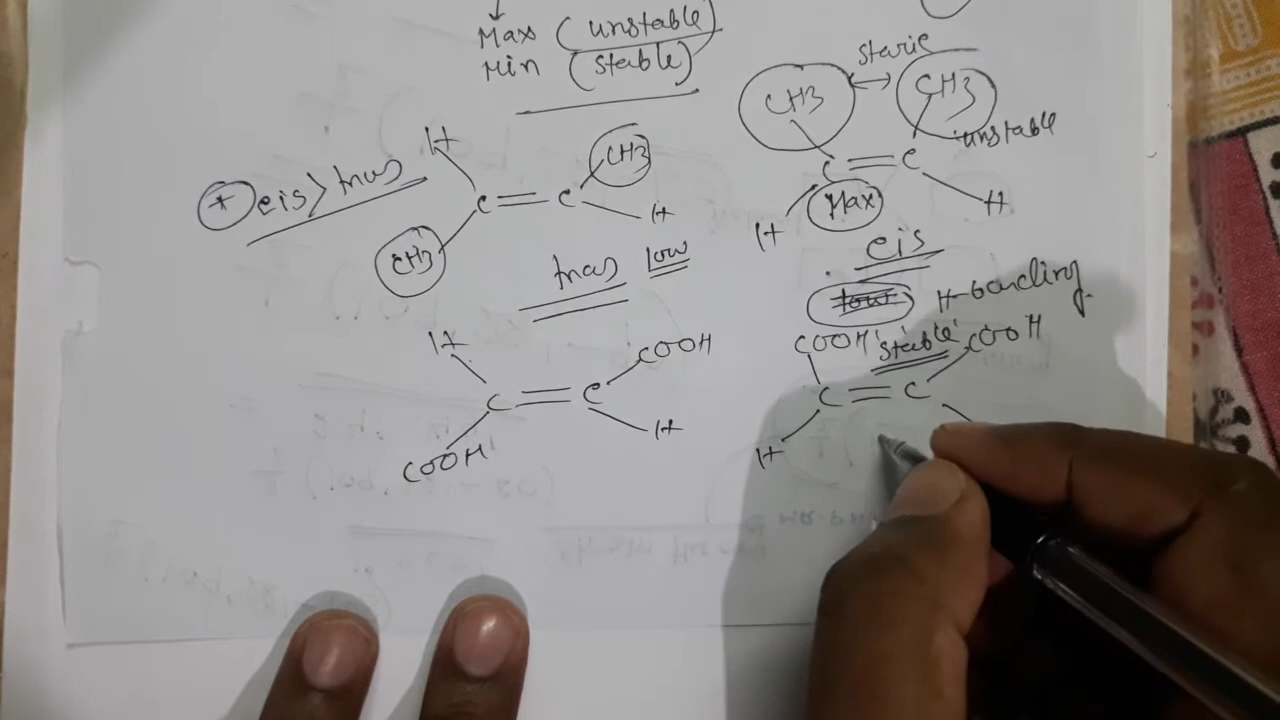 Max (unstable)
Min (stable)
steric
CH3 CH3
unstable
H CH3
* cis > trans
C = C
C = C
Max
H
H
H
CH3
cis
trans low
low
H-bonding
H COOH
COOH 'stable' COOH
C = C
C = C
H
H
COOH